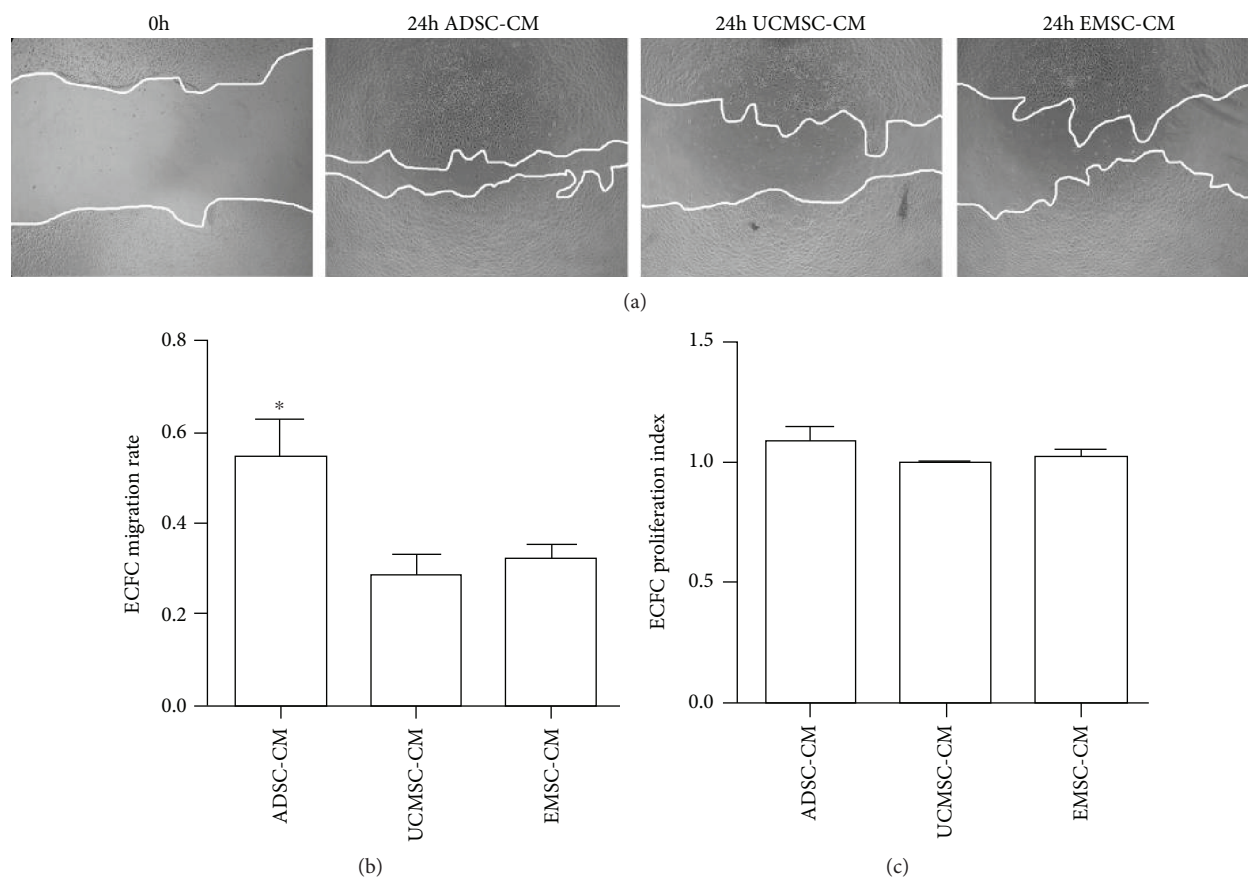 0h
24h ADSC-CM
24h UCMSC-CM
24h EMSC-CM
(a)
0.8
0.6
0.4
0.2
0.0
ECFC migration rate
*
ADSC-CM
UCMSC-CM
EMSC-CM
(b)
1.5
1.0
0.5
0.0
ECFC proliferation index
ADSC-CM
UCMSC-CM
EMSC-CM
(c)